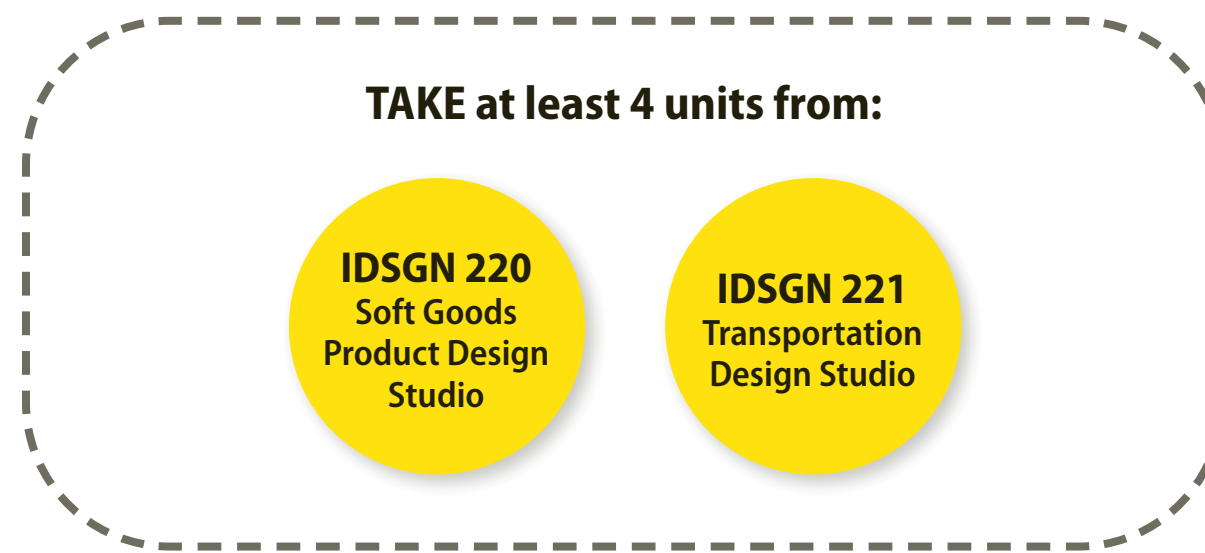 TAKE at least 4 units from:
IDSGN 220
Soft Goods
Product Design
Studio
IDSGN 221
Transportation
Design Studio